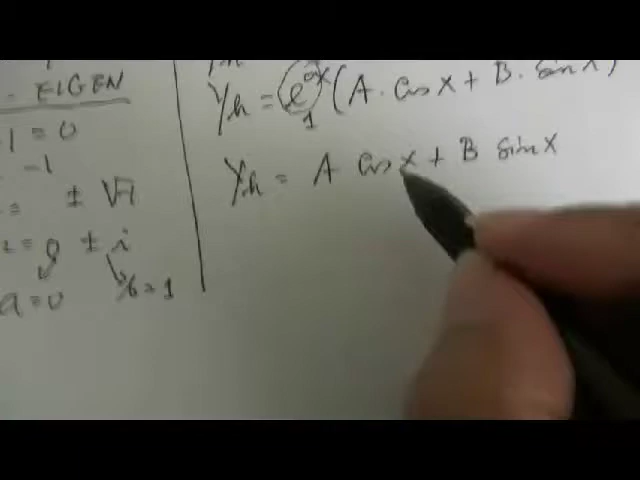 - EIGEN
-1 = 0
-1
= ± √-1
= 0 ± i
a = 0 b = 1
Yh = e^0x (A. Cos X + B. Sin X)
1
Yh = A Cos X + B Sin X